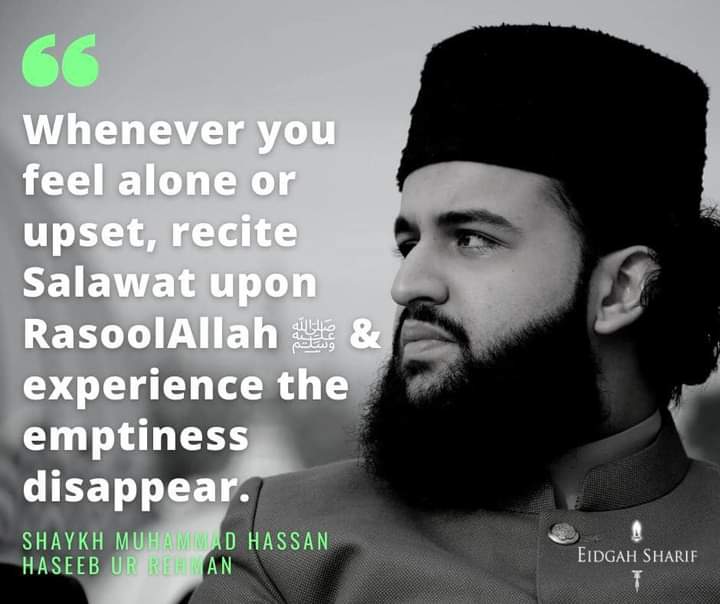 Whenever you
feel alone or
upset, recite
Salawat upon
RasoolAllah ﷺ &
experience the
emptiness
disappear.
SHAYKH MUHAMMAD HASSAN
HASEEB UR REHMAN
EIDGAH SHARIF